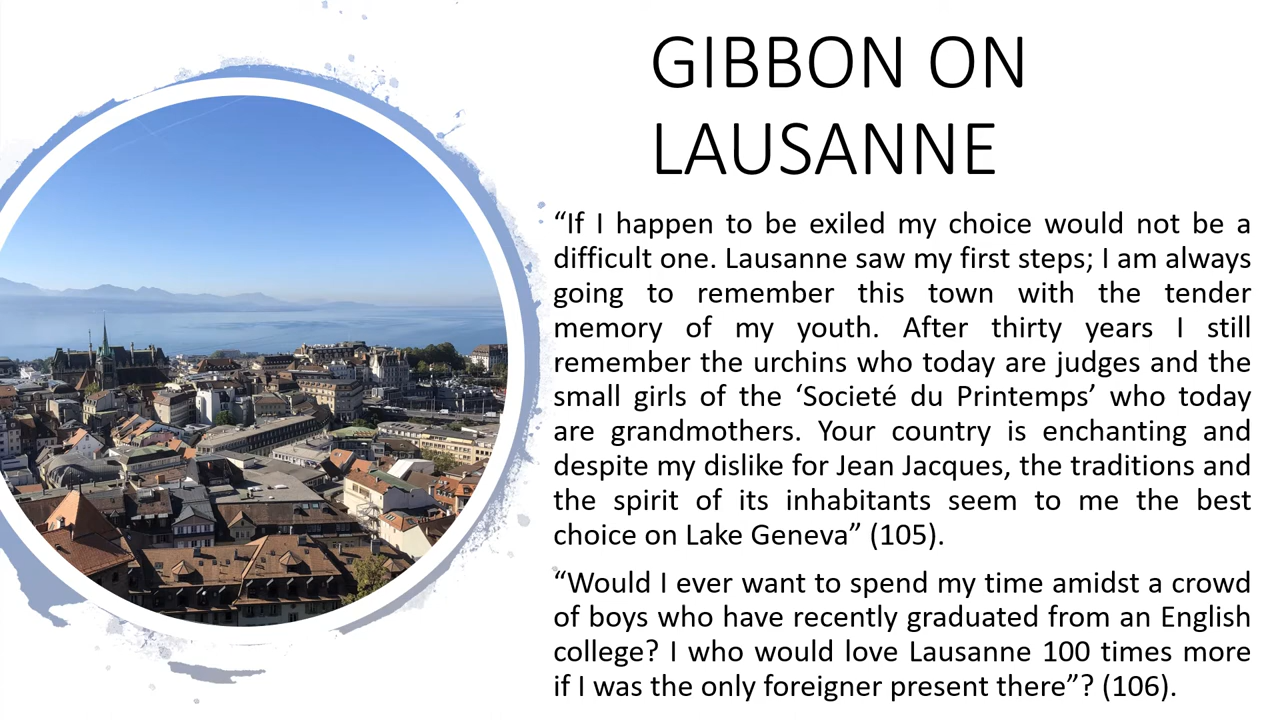 GIBBON ON
LAUSANNE
“If I happen to be exiled my choice would not be a
difficult one. Lausanne saw my first steps; I am always
going to remember this town with the tender
memory of my youth. After thirty years I still
remember the urchins who today are judges and the
small girls of the ‘Societé du Printemps’ who today
are grandmothers. Your country is enchanting and
despite my dislike for Jean Jacques, the traditions and
the spirit of its inhabitants seem to me the best
choice on Lake Geneva” (105).
“Would I ever want to spend my time amidst a crowd
of boys who have recently graduated from an English
college? I who would love Lausanne 100 times more
if I was the only foreigner present there”? (106).